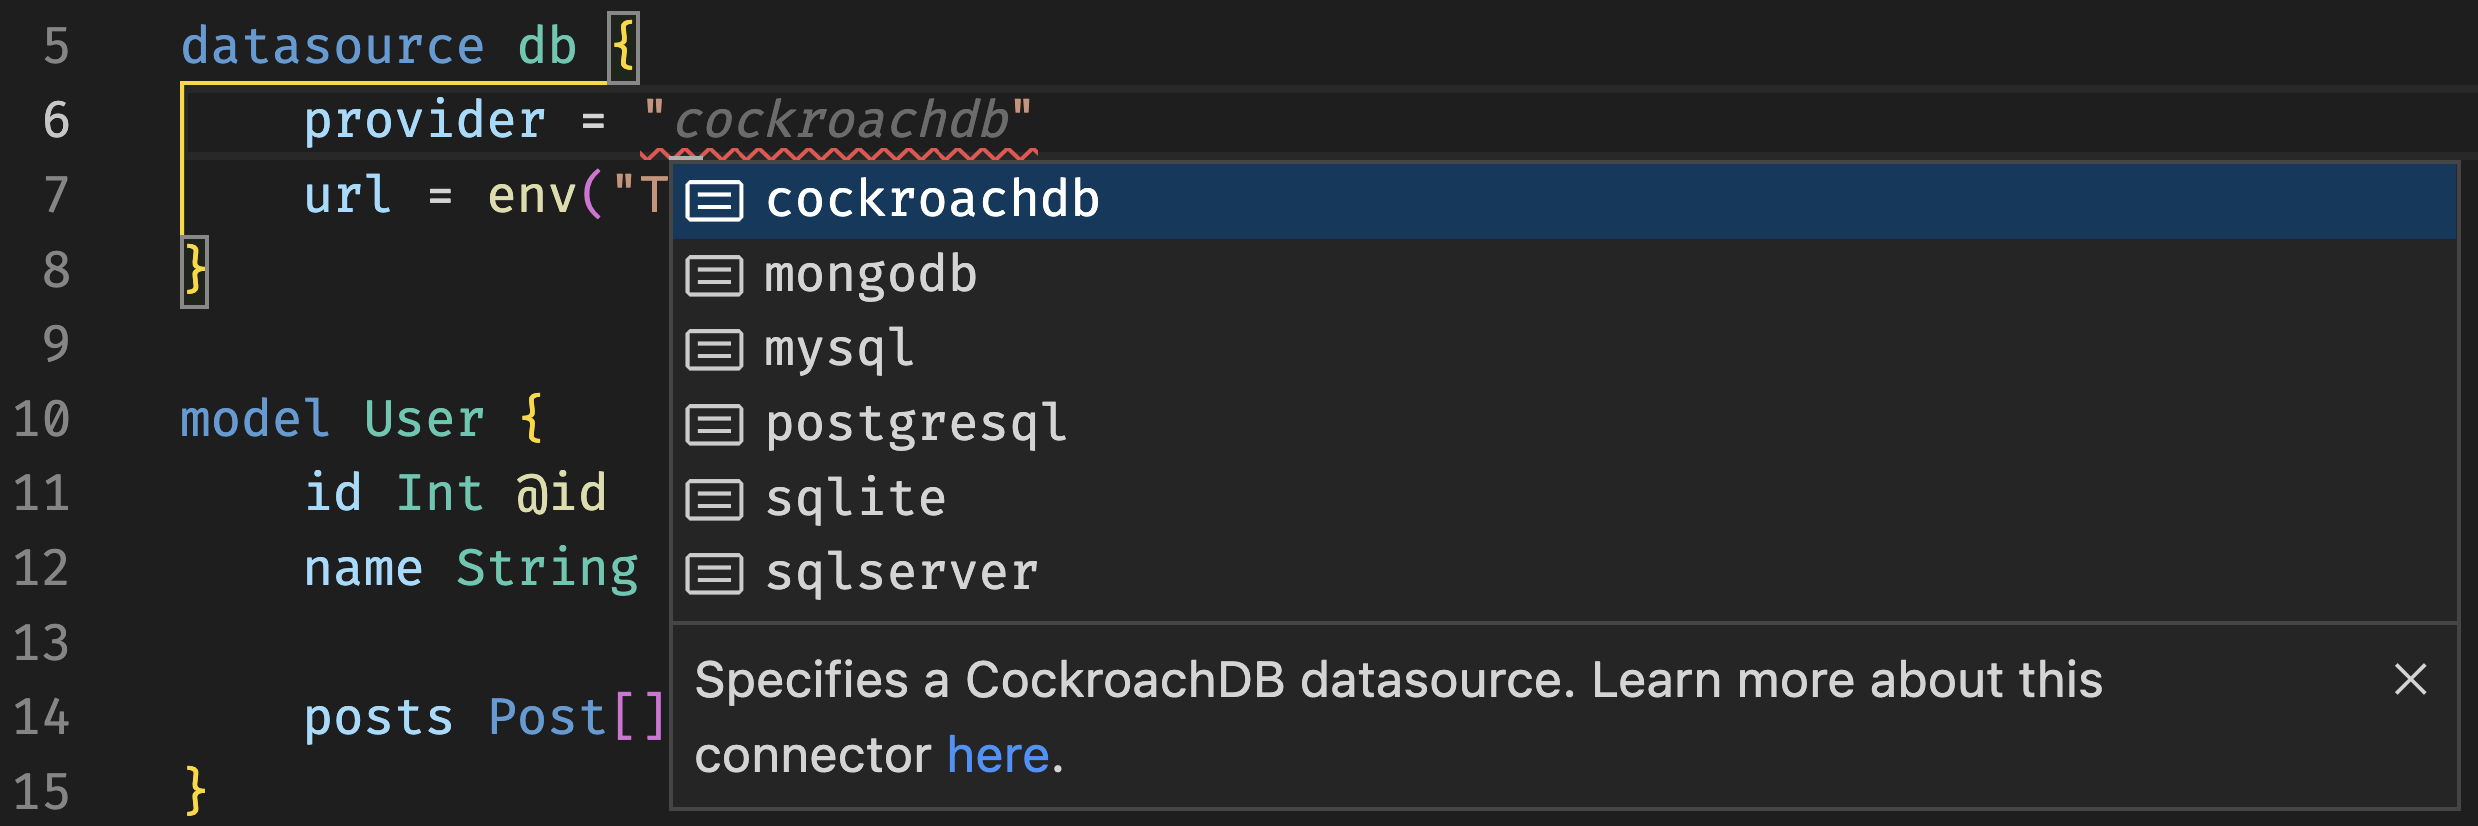 5 datasource db {
6 provider = "cockroachdb"
7 url = env("T
cockroachdb
8 }
mongodb
9
mysql
10 model User {
postgresql
11 id Int @id
sqlite
12 name String
sqlserver
13
Specifies a CockroachDB datasource. Learn more about this
14 posts Post[]
connector here.
15 }